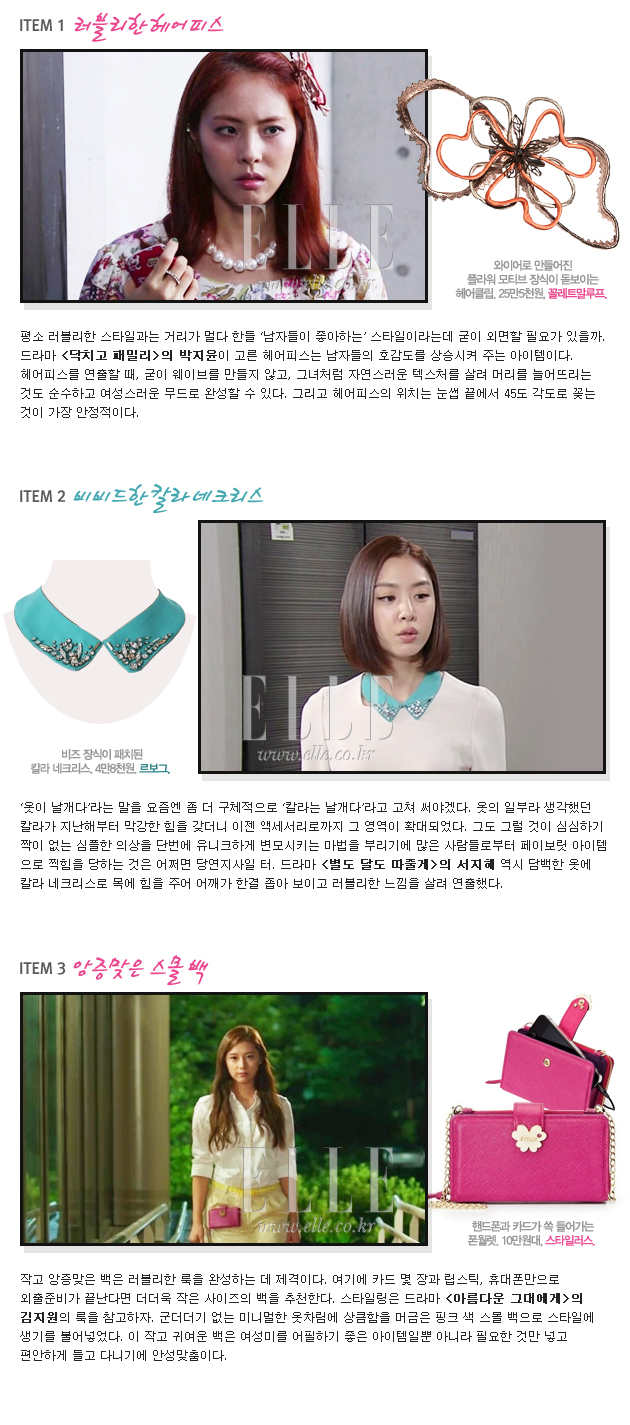 ITEM 1 러블리한 헤어피스
ELLE
www.elle.co.kr
와이어로 만들어진
플라워 모티브 장식이 돋보이는
헤어클립, 25만5천원, 꼴레트말루프.
평소 러블리한 스타일과는 거리가 멀다 한들 ‘남자들이 좋아하는’ 스타일이라는데 굳이 외면할 필요가 있을까.
드라마 <닥치고 패밀리>의 박지윤이 고른 헤어피스는 남자들의 호감도를 상승시켜 주는 아이템이다.
헤어피스를 연출할 때, 굳이 웨이브를 만들지 않고, 그녀처럼 자연스러운 텍스처를 살려 머리를 늘어뜨리는
것도 순수하고 여성스러운 무드로 완성할 수 있다. 그리고 헤어피스의 위치는 눈썹 끝에서 45도 각도로 꽂는
것이 가장 안정적이다.
ITEM 2 비비드한 칼라 네크리스
ELLE
www.elle.co.kr
비즈 장식이 패치된
칼라 네크리스, 4만8천원, 르보그.
‘옷이 날개다’라는 말을 요즘엔 좀 더 구체적으로 ‘칼라는 날개다’라고 고쳐 써야겠다. 옷의 일부라 생각했던
칼라가 지난해부터 막강한 힘을 갖더니 이젠 액세서리로까지 그 영역이 확대되었다. 그도 그럴 것이 심심하기
짝이 없는 심플한 의상을 단번에 유니크하게 변모시키는 마법을 부리기에 많은 사람들로부터 페이보릿 아이템
으로 찍힘을 당하는 것은 어쩌면 당연지사일 터. 드라마 <별도 달도 따줄게>의 서지혜 역시 담백한 옷에
칼라 네크리스로 목에 힘을 주어 어깨가 한결 좁아 보이고 러블리한 느낌을 살려 연출했다.
ITEM 3 앙증맞은 스몰 백
ELLE
www.elle.co.kr
핸드폰과 카드가 쏙 들어가는
폰월렛, 10만원대, 스타일러스.
작고 앙증맞은 백은 러블리한 룩을 완성하는 데 제격이다. 여기에 카드 몇 장과 립스틱, 휴대폰만으로
외출준비가 끝난다면 더더욱 작은 사이즈의 백을 추천한다. 스타일링은 드라마 <아름다운 그대에게>의
김지원의 룩을 참고하자. 군더더기 없는 미니멀한 옷차림에 상큼함을 머금은 핑크 색 스몰 백으로 스타일에
생기를 불어넣었다. 이 작고 귀여운 백은 여성미를 어필하기 좋은 아이템일뿐 아니라 필요한 것만 넣고
편안하게 들고 다니기에 안성맞춤이다.